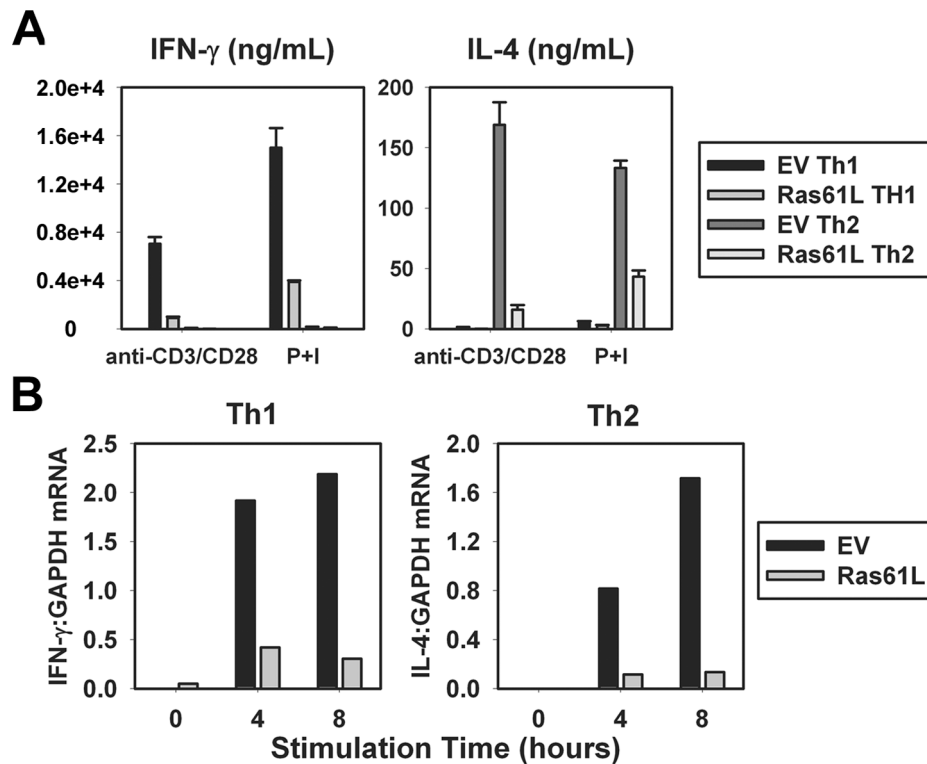 A
IFN-γ (ng/mL)
IL-4 (ng/mL)
2.0e+4
1.6e+4
1.2e+4
0.8e+4
0.4e+4
0
anti-CD3/CD28
P+I
200
150
100
50
0
anti-CD3/CD28
P+I
EV Th1
Ras61L TH1
EV Th2
Ras61L Th2
B
Th1
Th2
IFN-γ:GAPDH mRNA
2.5
2.0
1.5
1.0
0.5
0.0
0
4
8
IL-4:GAPDH mRNA
2.0
1.6
1.2
0.8
0.4
0.0
0
4
8
EV
Ras61L
Stimulation Time (hours)